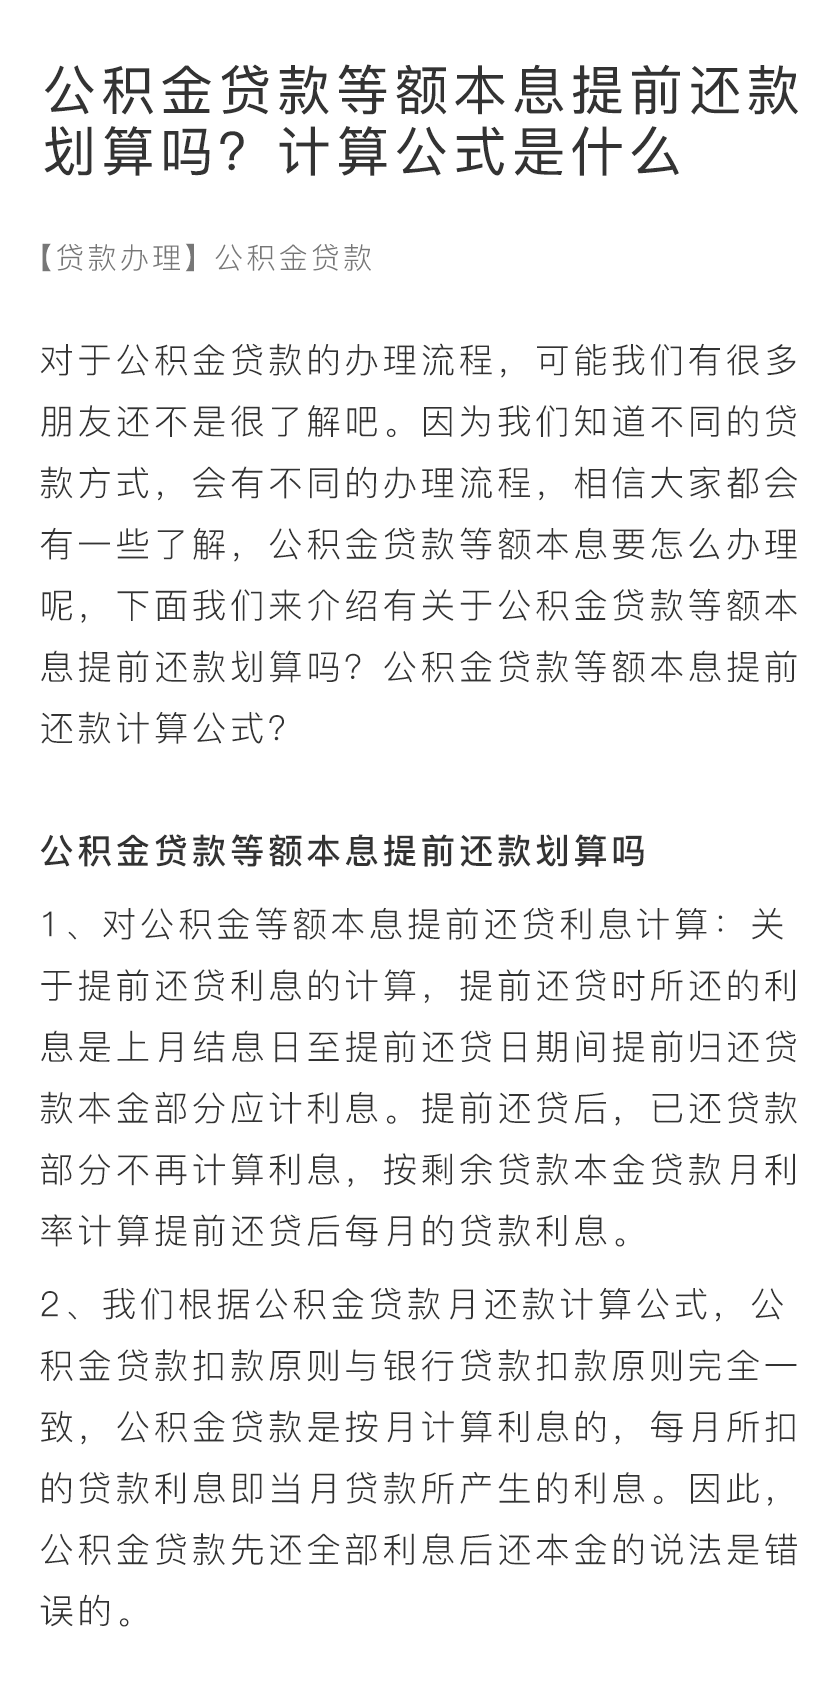 公积金贷款等额本息提前还款
划算吗？计算公式是什么
【贷款办理】公积金贷款
对于公积金贷款的办理流程，可能我们有很多
朋友还不是很了解吧。因为我们知道不同的贷
款方式，会有不同的办理流程，相信大家都会
有一些了解，公积金贷款等额本息要怎么办理
呢，下面我们来介绍有关于公积金贷款等额本
息提前还款划算吗？公积金贷款等额本息提前
还款计算公式？
公积金贷款等额本息提前还款划算吗
1、对公积金等额本息提前还贷利息计算：关
于提前还贷利息的计算，提前还贷时所还的利
息是上月结息日至提前还贷日期间提前归还贷
款本金部分应计利息。提前还贷后，已还贷款
部分不再计算利息，按剩余贷款本金贷款月利
率计算提前还贷后每月的贷款利息。
2、我们根据公积金贷款月还款计算公式，公
积金贷款扣款原则与银行贷款扣款原则完全一
致，公积金贷款是按月计算利息的，每月所扣
的贷款利息即当月贷款所产生的利息。因此，
公积金贷款先还全部利息后还本金的说法是错
误的。